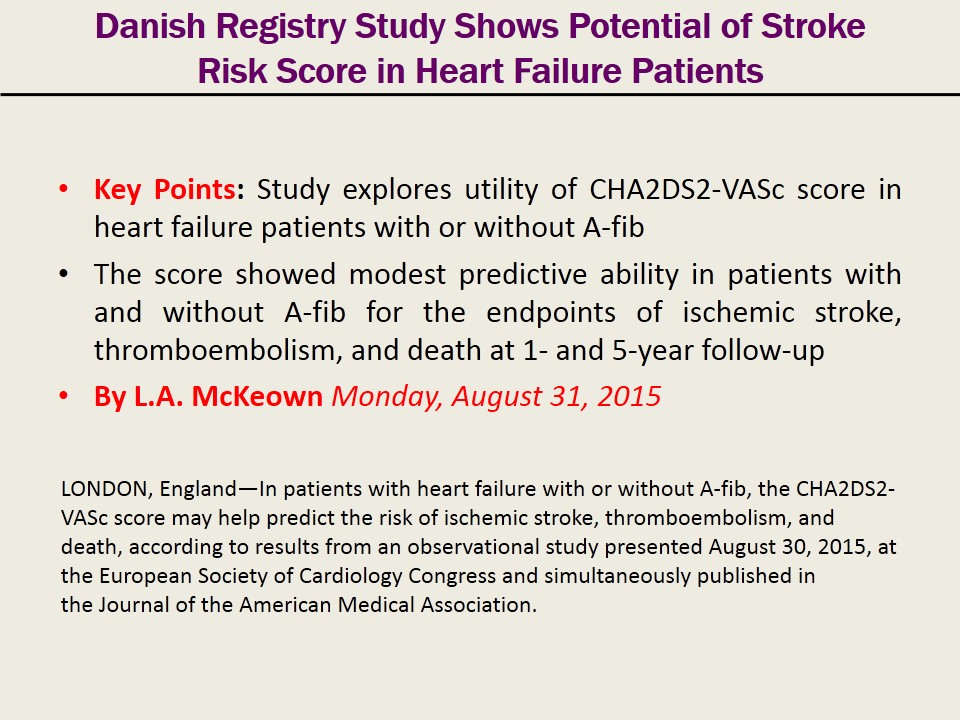 Danish Registry Study Shows Potential of Stroke
Risk Score in Heart Failure Patients
• Key Points: Study explores utility of CHA2DS2-VASc score in
heart failure patients with or without A-fib
• The score showed modest predictive ability in patients with
and without A-fib for the endpoints of ischemic stroke,
thromboembolism, and death at 1- and 5-year follow-up
• By L.A. McKeown Monday, August 31, 2015
LONDON, England—In patients with heart failure with or without A-fib, the CHA2DS2-
VASc score may help predict the risk of ischemic stroke, thromboembolism, and
death, according to results from an observational study presented August 30, 2015, at
the European Society of Cardiology Congress and simultaneously published in
the Journal of the American Medical Association.